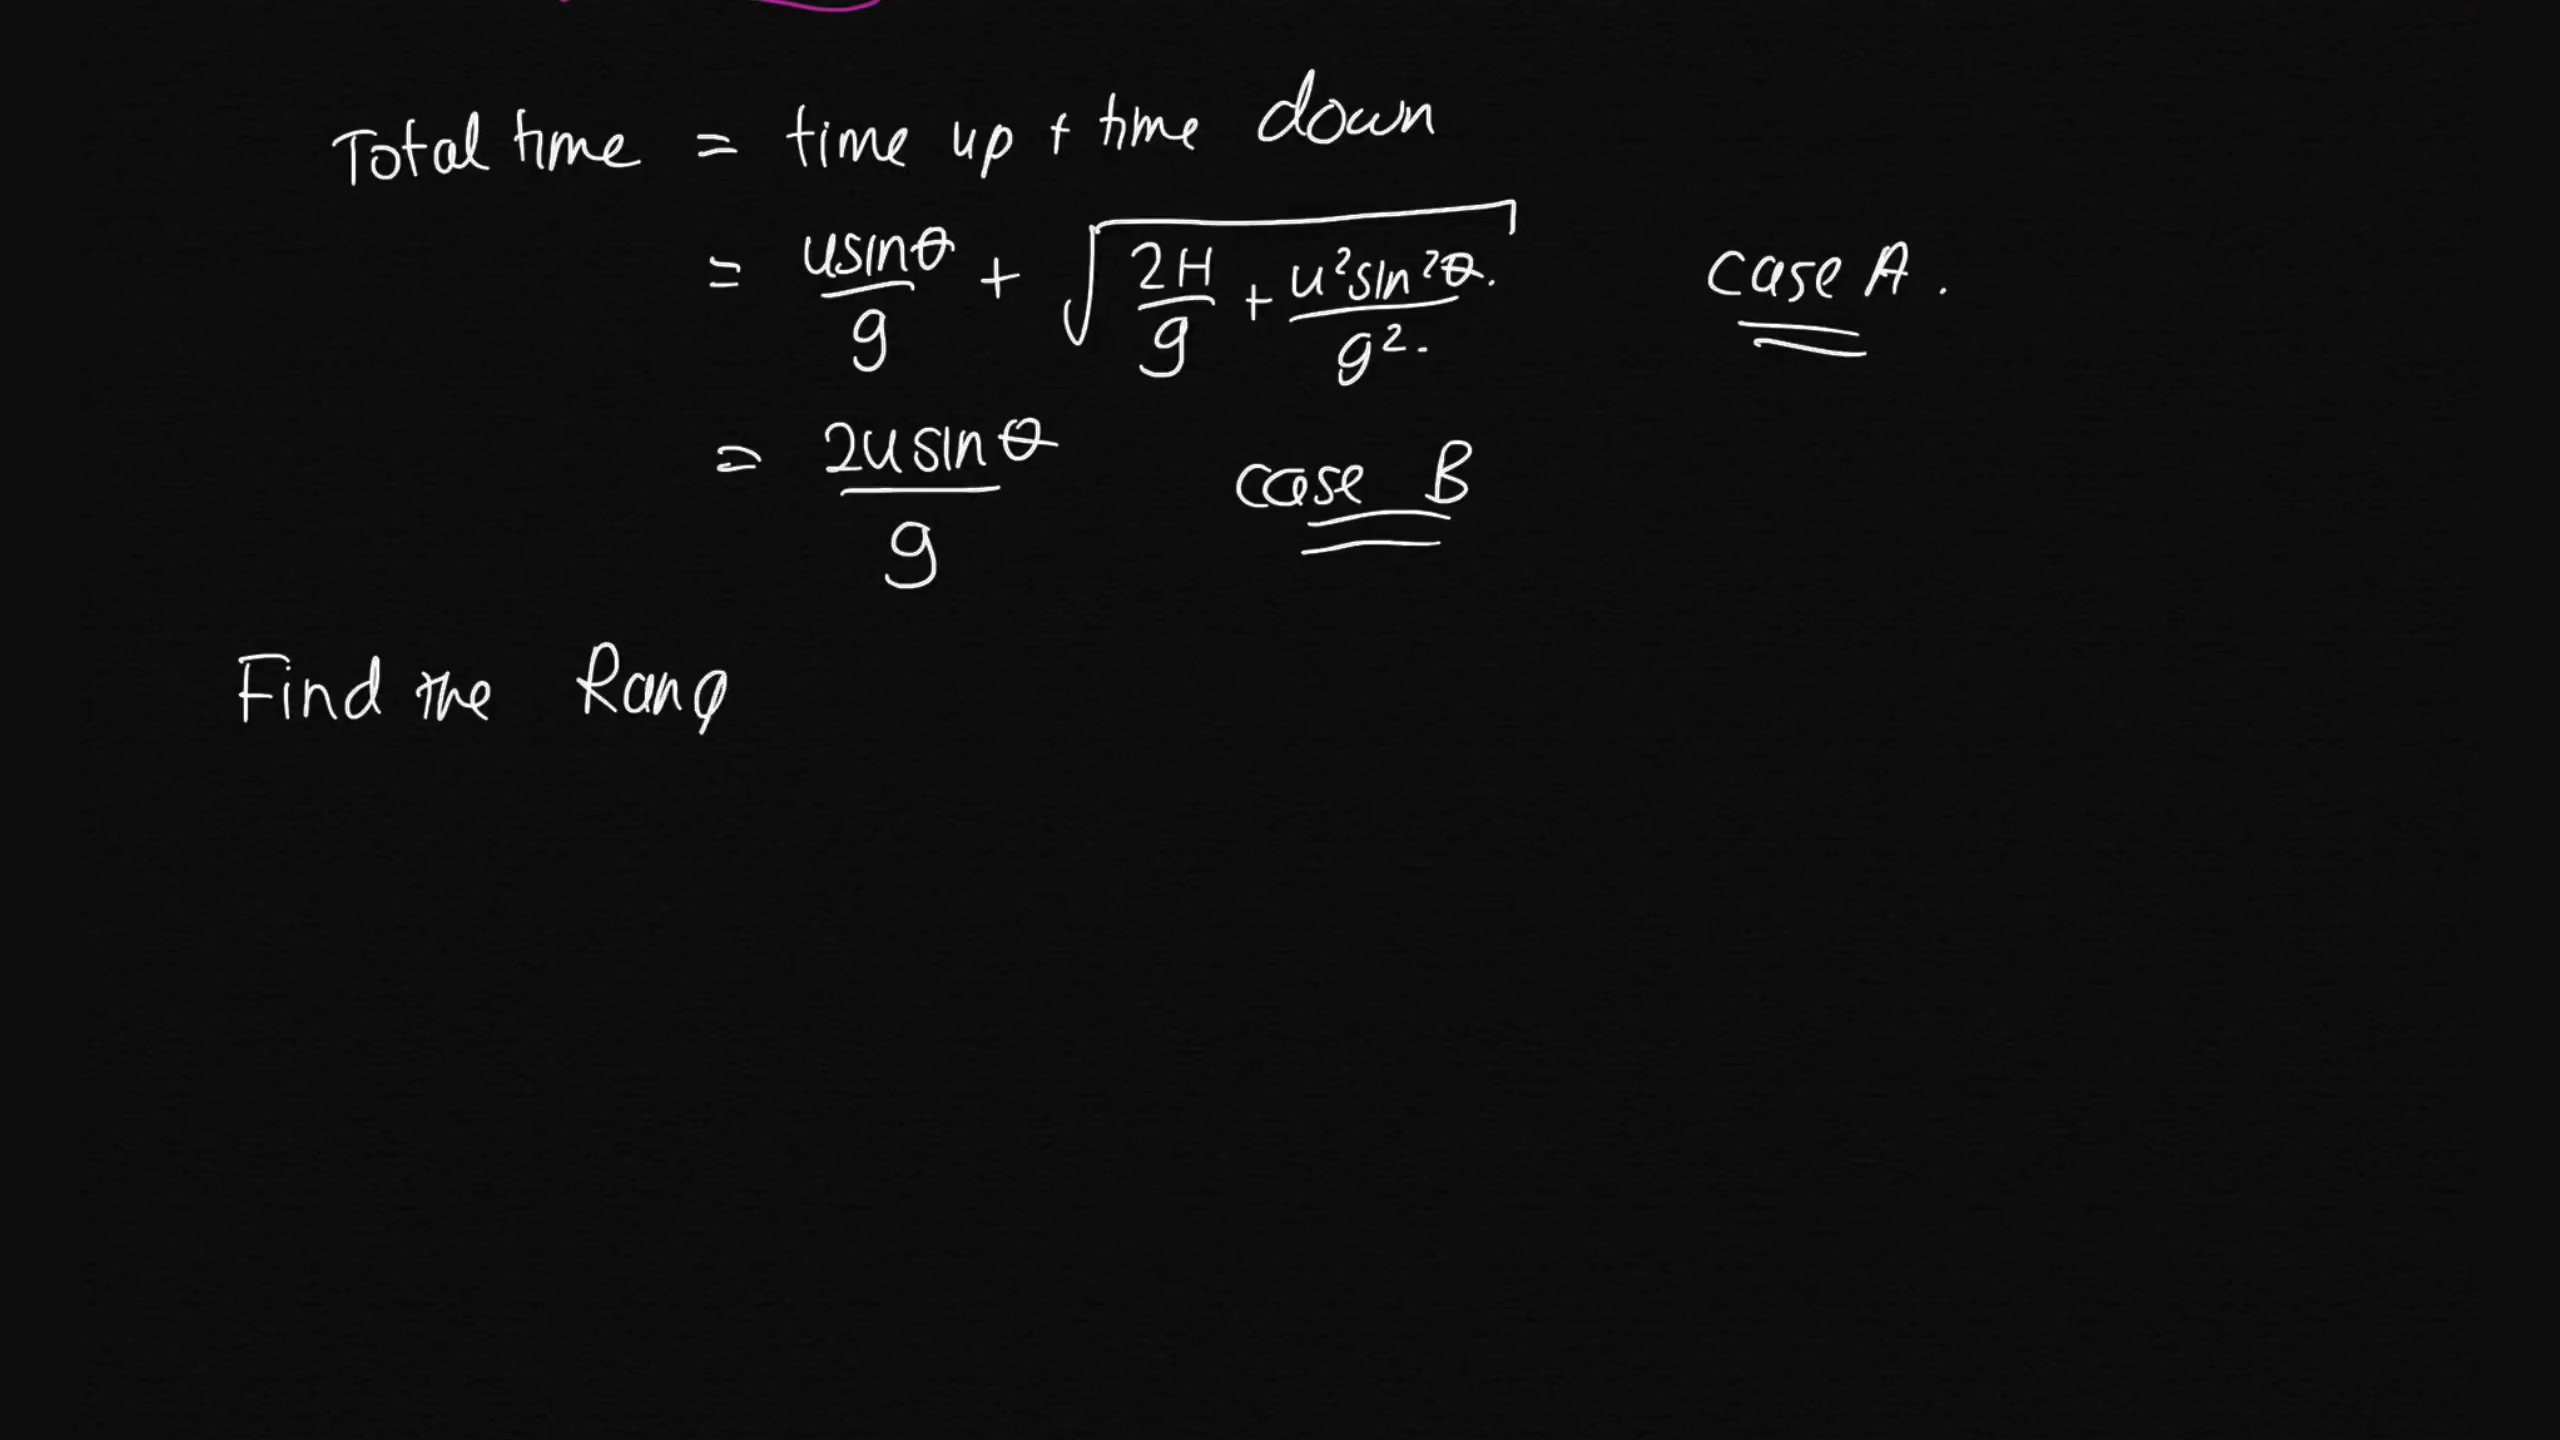 Total time = time up + time down
= usinθ/g + √(2H/g + u²sin²θ./g².) case A.
= 2usinθ/g case B
Find the Rang